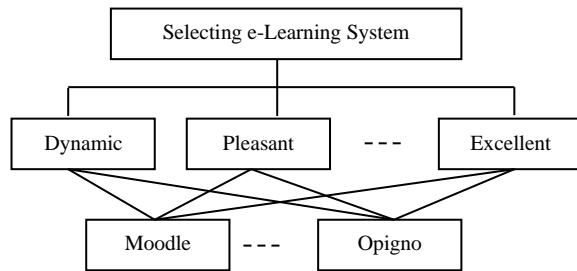 Selecting e-Learning System
Dynamic
Pleasant
---
Excellent
Moodle
---
Opigno